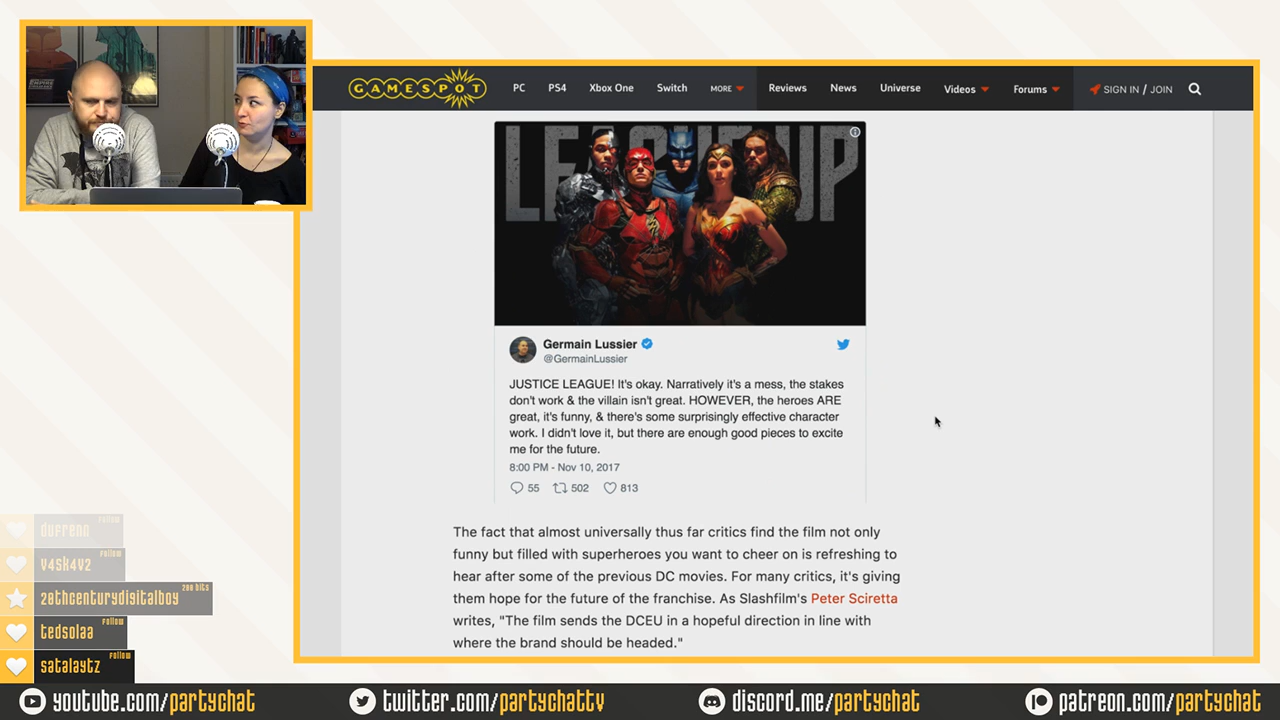 GAMESPOT
PC PS4 Xbox One Switch MORE Reviews News Universe Videos Forums SIGN IN / JOIN
LEAGUE UP
Germain Lussier
@GermainLussier
JUSTICE LEAGUE! It's okay. Narratively it's a mess, the stakes
don't work & the villain isn't great. HOWEVER, the heroes ARE
great, it's funny, & there's some surprisingly effective character
work. I didn't love it, but there are enough good pieces to excite
me for the future.
8:00 PM - Nov 10, 2017
55 502 813
The fact that almost universally thus far critics find the film not only
funny but filled with superheroes you want to cheer on is refreshing to
hear after some of the previous DC movies. For many critics, it's giving
them hope for the future of the franchise. As Slashfilm's Peter Sciretta
writes, "The film sends the DCEU in a hopeful direction in line with
where the brand should be headed."
Follow
v4sk4v2 Follow
20thcenturydigitalboy 200 bits
tedsolaa Follow
satalaytz Follow
youtube.com/partychat twitter.com/partychattv discord.me/partychat patreon.com/partychat